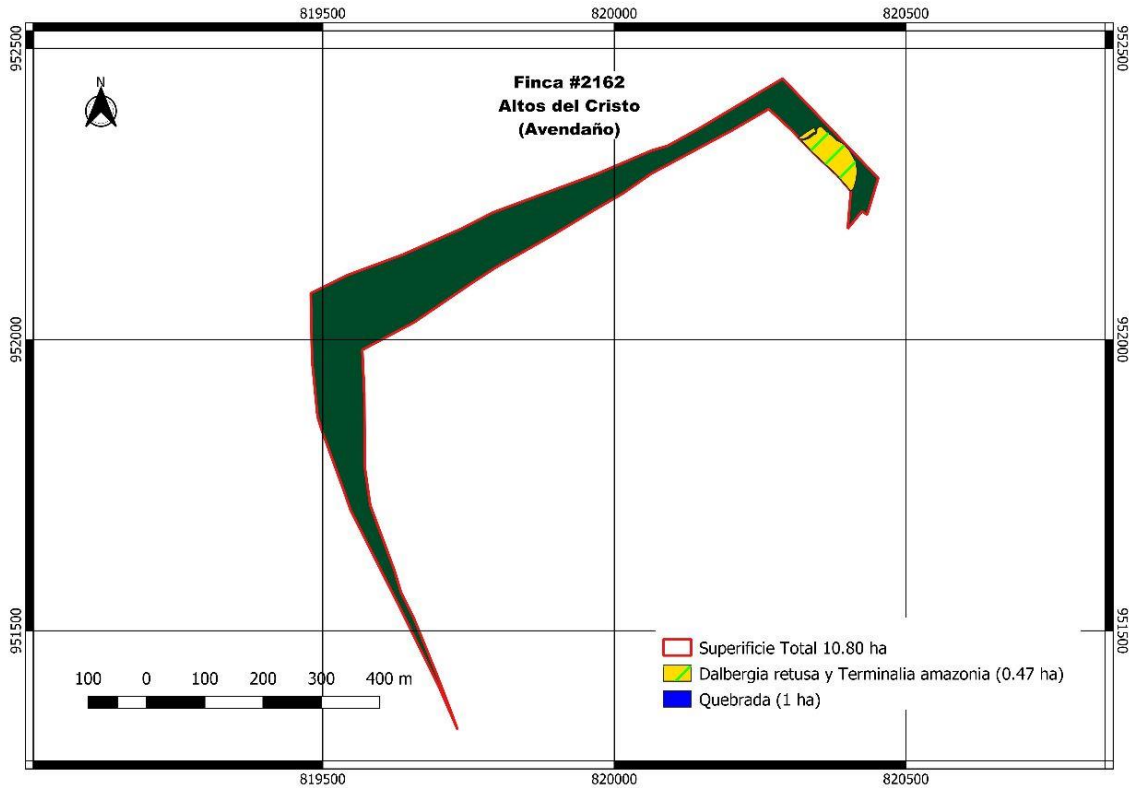 819500 820000 820500
952500 952500
N
Finca #2162
Altos del Cristo
(Avendaño)
952000 952000
951500 951500
100 0 100 200 300 400 m
Superificie Total 10.80 ha
Dalbergia retusa y Terminalia amazonia (0.47 ha)
Quebrada (1 ha)
819500 820000 820500